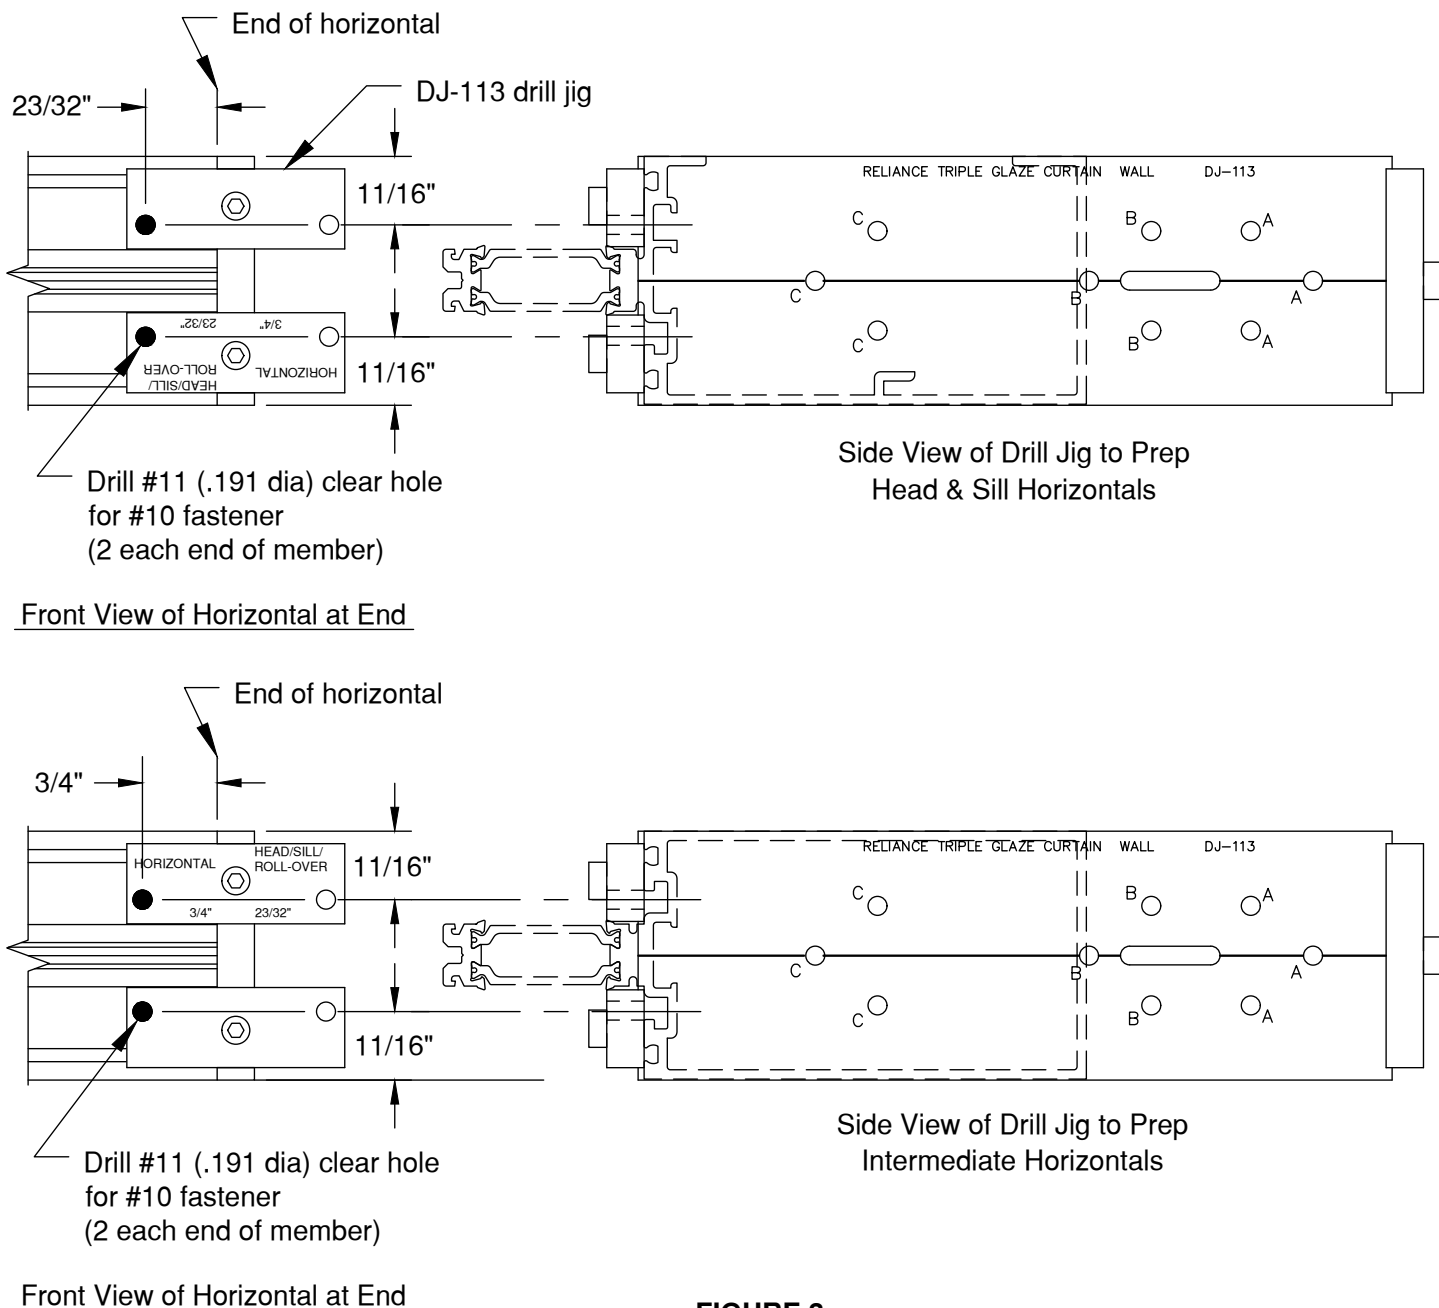 End of horizontal
23/32"
DJ-113 drill jig
11/16"
RELIANCE TRIPLE GLAZE CURTAIN WALL DJ-113
C
B
A
C
B
A
C
B
A
23/32"
3/4"
HEAD/SILL/
ROLL-OVER
HORIZONTAL
11/16"
Drill #11 (.191 dia) clear hole
for #10 fastener
(2 each end of member)
Side View of Drill Jig to Prep
Head & Sill Horizontals
Front View of Horizontal at End
End of horizontal
3/4"
HORIZONTAL
HEAD/SILL/
ROLL-OVER
3/4"
23/32"
11/16"
RELIANCE TRIPLE GLAZE CURTAIN WALL DJ-113
C
B
A
C
B
A
C
B
A
11/16"
Drill #11 (.191 dia) clear hole
for #10 fastener
(2 each end of member)
Side View of Drill Jig to Prep
Intermediate Horizontals
Front View of Horizontal at End